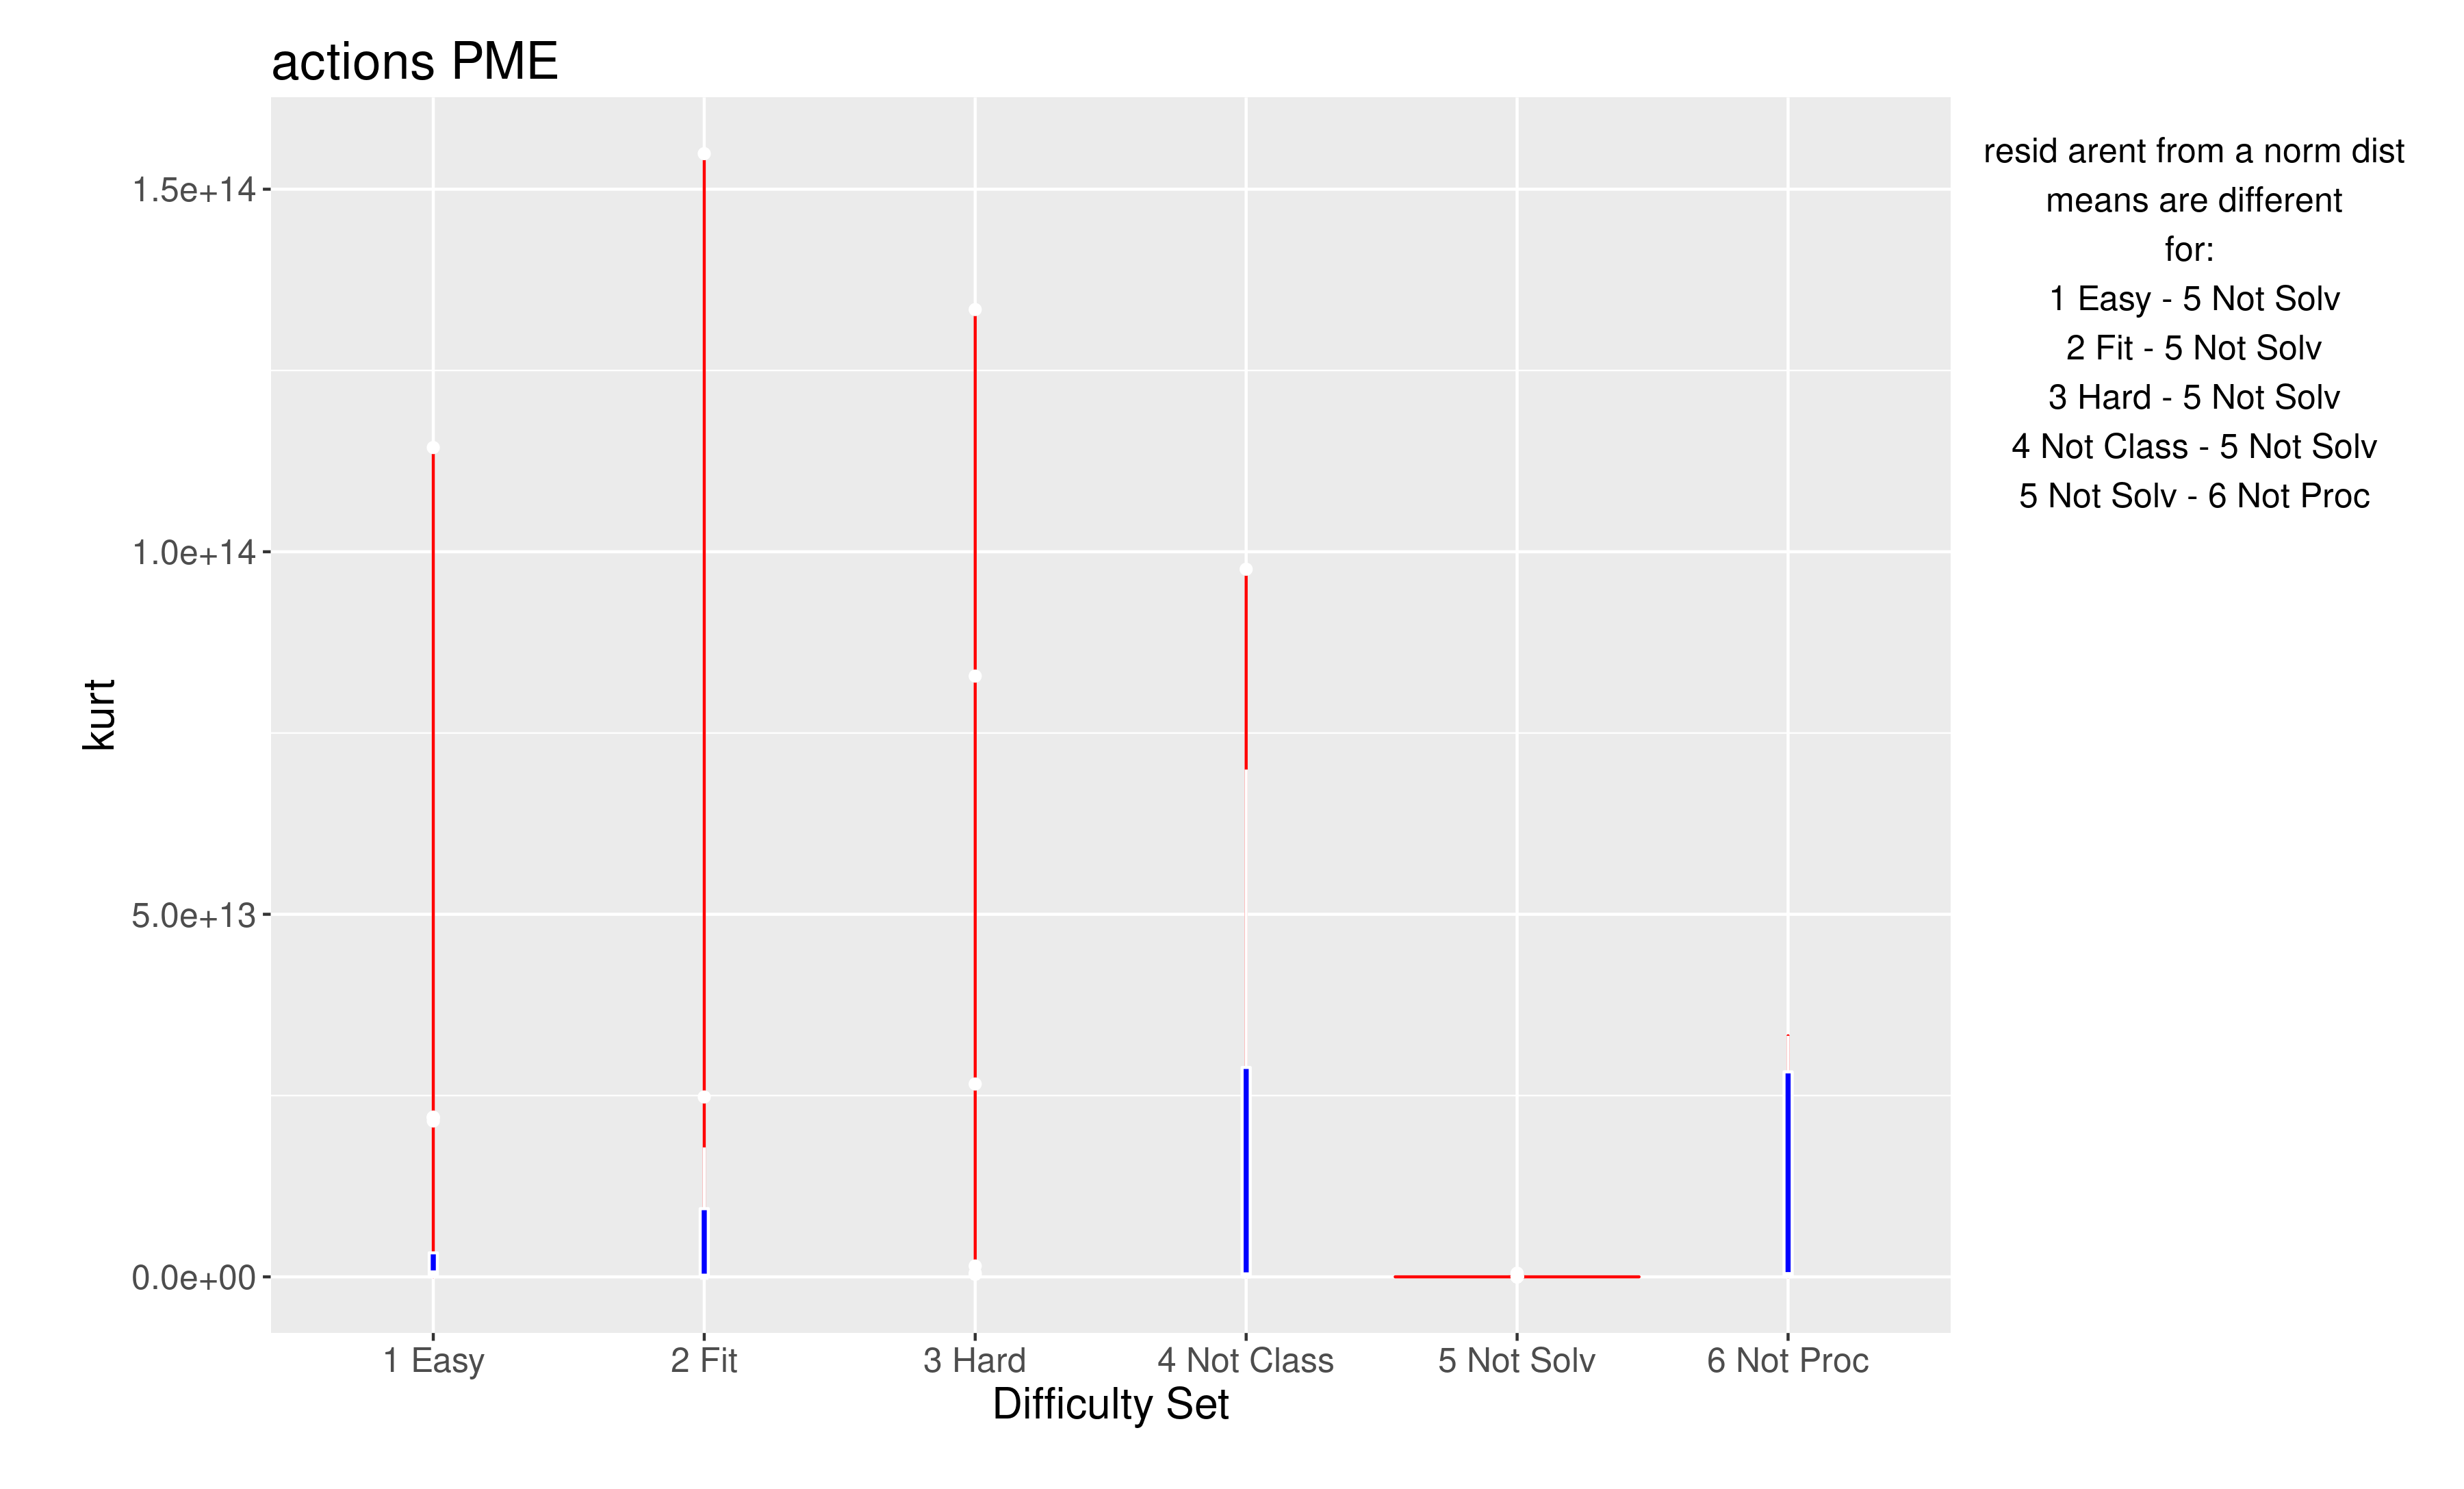 actions PME
resid arent from a norm dist
means are different
for:
1 Easy - 5 Not Solv
2 Fit - 5 Not Solv
3 Hard - 5 Not Solv
4 Not Class - 5 Not Solv
5 Not Solv - 6 Not Proc
kurt
1.5e+14
1.0e+14
5.0e+13
0.0e+00
1 Easy
2 Fit
3 Hard
4 Not Class
5 Not Solv
6 Not Proc
Difficulty Set